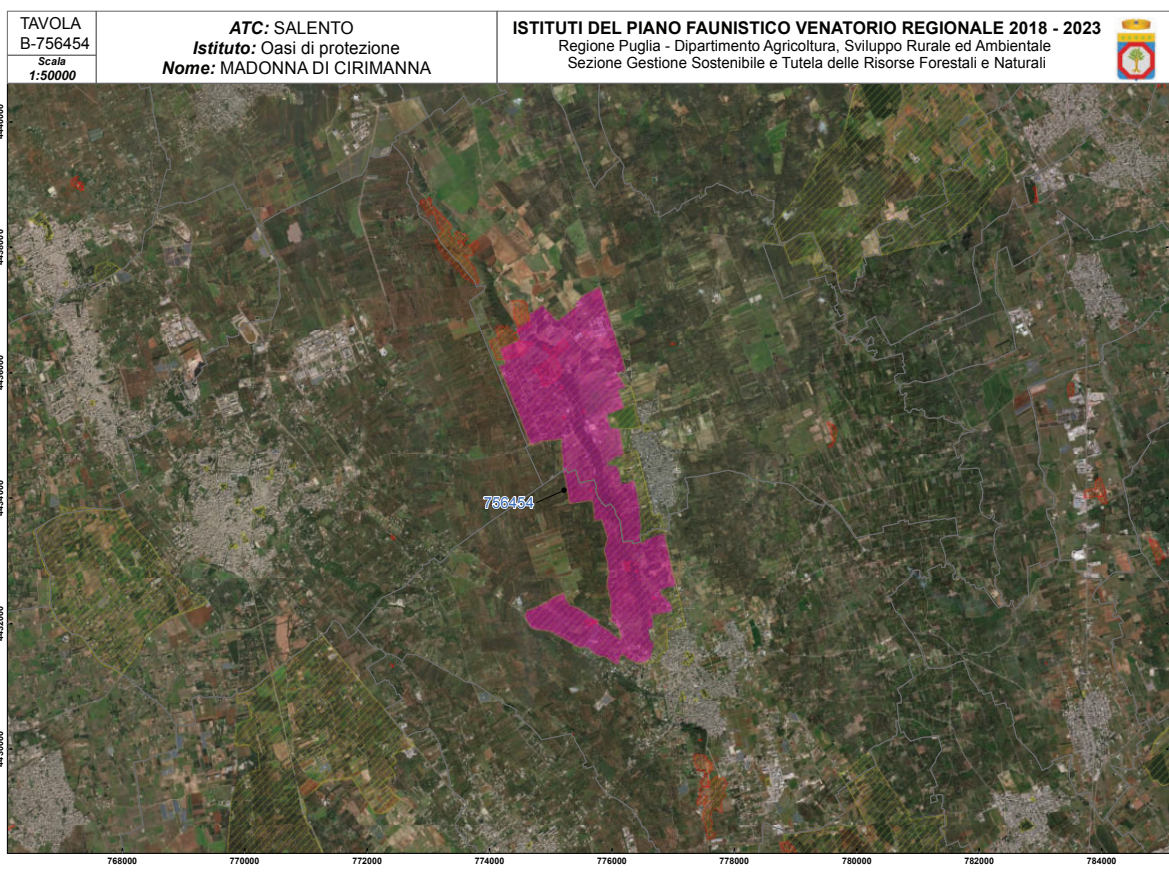 TAVOLA
B-756454
Scala
1:50000
ATC: SALENTO
Istituto: Oasi di protezione
Nome: MADONNA DI CIRIMANNA
ISTITUTI DEL PIANO FAUNISTICO VENATORIO REGIONALE 2018 - 2023
Regione Puglia - Dipartimento Agricoltura, Sviluppo Rurale ed Ambientale
Sezione Gestione Sostenibile e Tutela delle Risorse Forestali e Naturali
756454
768000
770000
772000
774000
776000
778000
780000
782000
784000